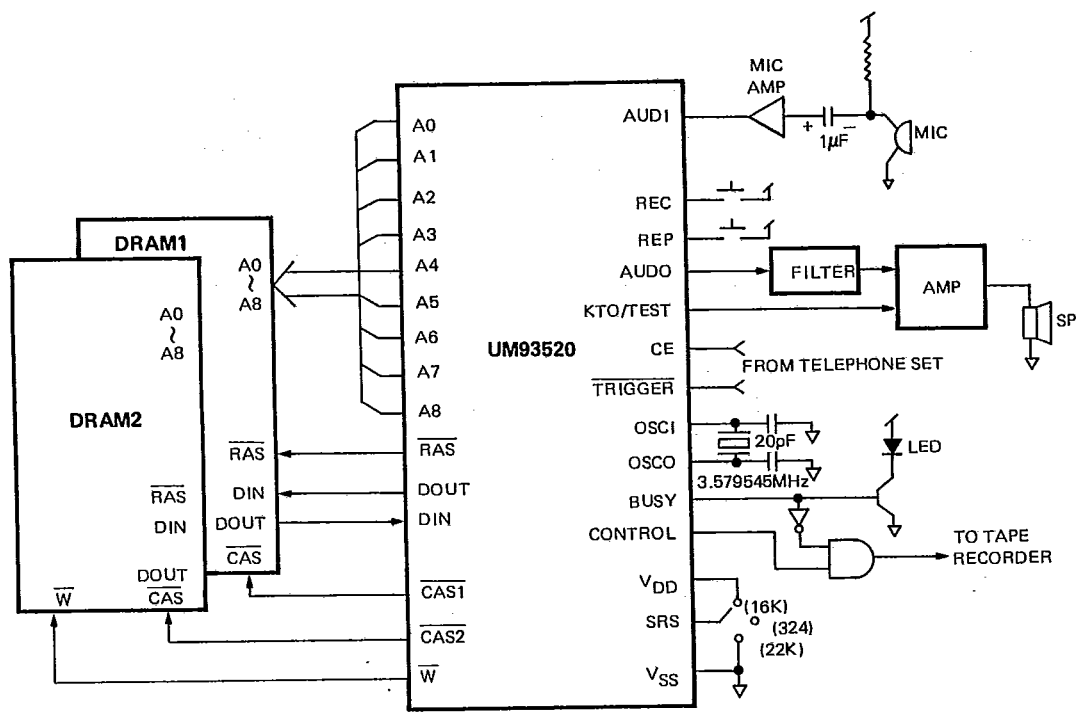 DRAM1
A0
~
A8
RAS
DIN
DOUT
CAS
DRAM2
A0
~
A8
RAS
DIN
DOUT
CAS
W
UM93520
A0
A1
A2
A3
A4
A5
A6
A7
A8
RAS
DOUT
DIN
CAS1
CAS2
W
AUDI
REC
REP
AUDO
KTO/TEST
CE
TRIGGER
OSCI
OSCO
BUSY
CONTROL
VDD
SRS
VSS
MIC
AMP
+
1μF
−
MIC
FILTER
AMP
SP
FROM TELEPHONE SET
20pF
3.579545MHz
LED
TO TAPE
RECORDER
(16K)
(324)
(22K)